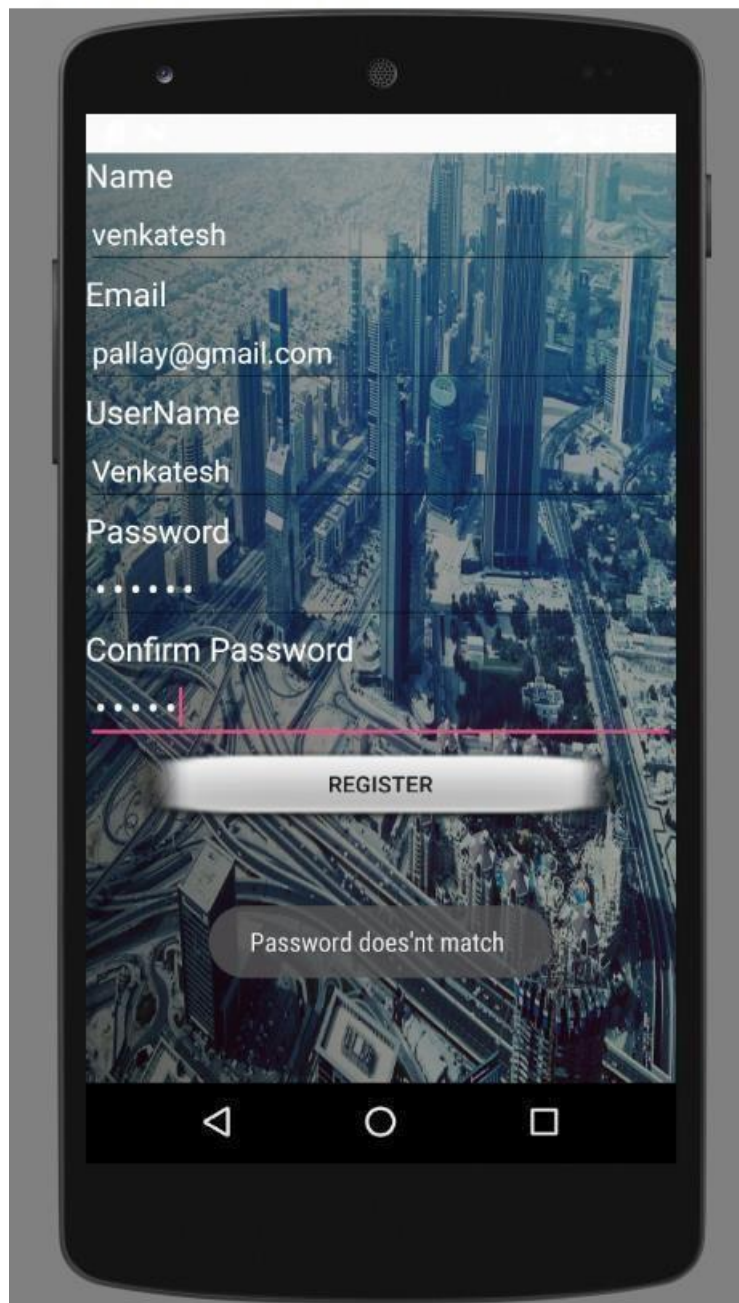 Name
venkatesh
Email
pallay@gmail.com
UserName
Venkatesh
Password
••••••
Confirm Password
•••••
REGISTER
Password does'nt match